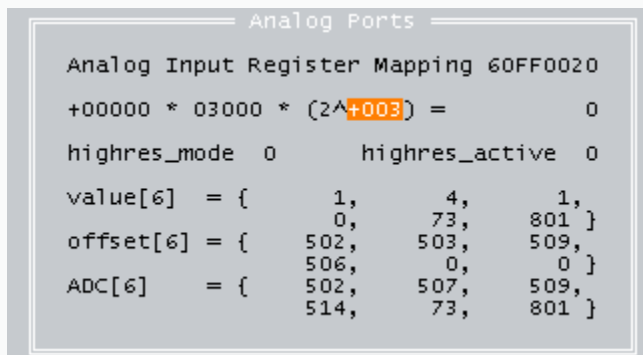 Analog Ports
Analog Input Register Mapping 60FF0020
+00000 * 03000 * (2^+003) = 0
highres_mode 0 highres_active 0
value[6] = { 1, 4, 1,
0, 73, 801 }
offset[6] = { 502, 503, 509,
506, 0, 0 }
ADC[6] = { 502, 507, 509,
514, 73, 801 }